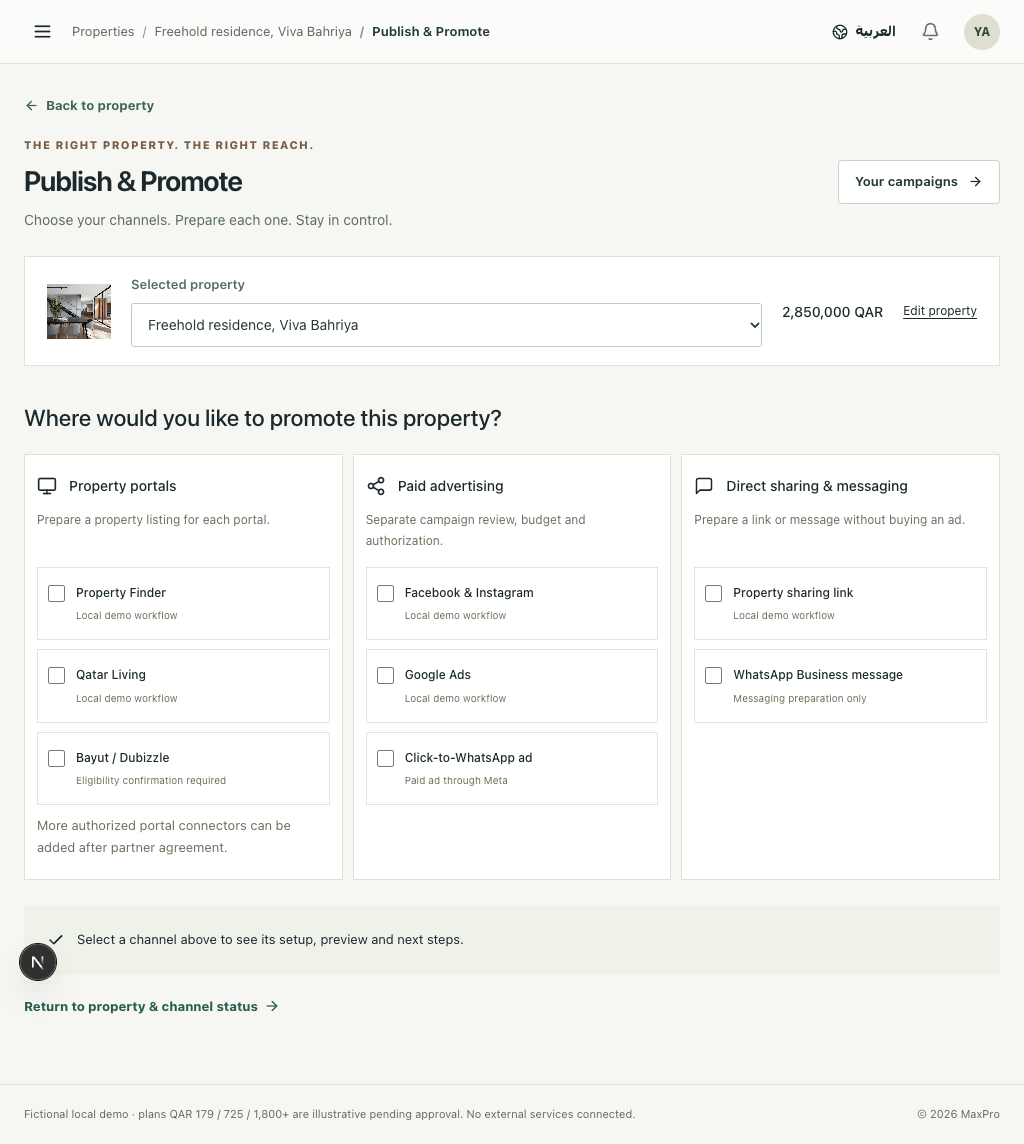 Properties / Freehold residence, Viva Bahriya / Publish & Promote
العربية
YA
Back to property
THE RIGHT PROPERTY. THE RIGHT REACH.
Publish & Promote
Your campaigns
Choose your channels. Prepare each one. Stay in control.
Selected property
Freehold residence, Viva Bahriya
2,850,000 QAR
Edit property
Where would you like to promote this property?
Property portals
Prepare a property listing for each portal.
Property Finder
Local demo workflow
Qatar Living
Local demo workflow
Bayut / Dubizzle
Eligibility confirmation required
More authorized portal connectors can be
added after partner agreement.
Paid advertising
Separate campaign review, budget and
authorization.
Facebook & Instagram
Local demo workflow
Google Ads
Local demo workflow
Click-to-WhatsApp ad
Paid ad through Meta
Direct sharing & messaging
Prepare a link or message without buying an ad.
Property sharing link
Local demo workflow
WhatsApp Business message
Messaging preparation only
Select a channel above to see its setup, preview and next steps.
N
Return to property & channel status
Fictional local demo · plans QAR 179 / 725 / 1,800+ are illustrative pending approval. No external services connected.
© 2026 MaxPro